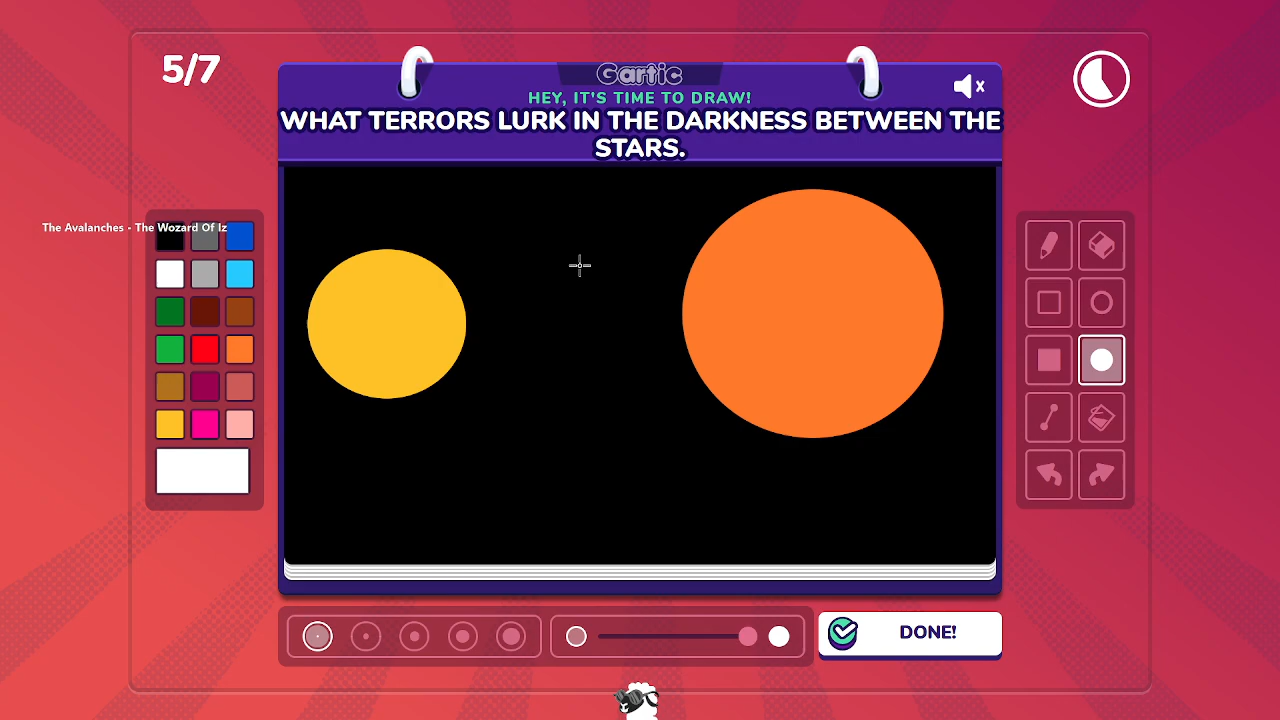 5/7
Gartic
HEY, IT'S TIME TO DRAW!
WHAT TERRORS LURK IN THE DARKNESS BETWEEN THE
STARS.
The Avalanches - The Wozard Of Iz
DONE!